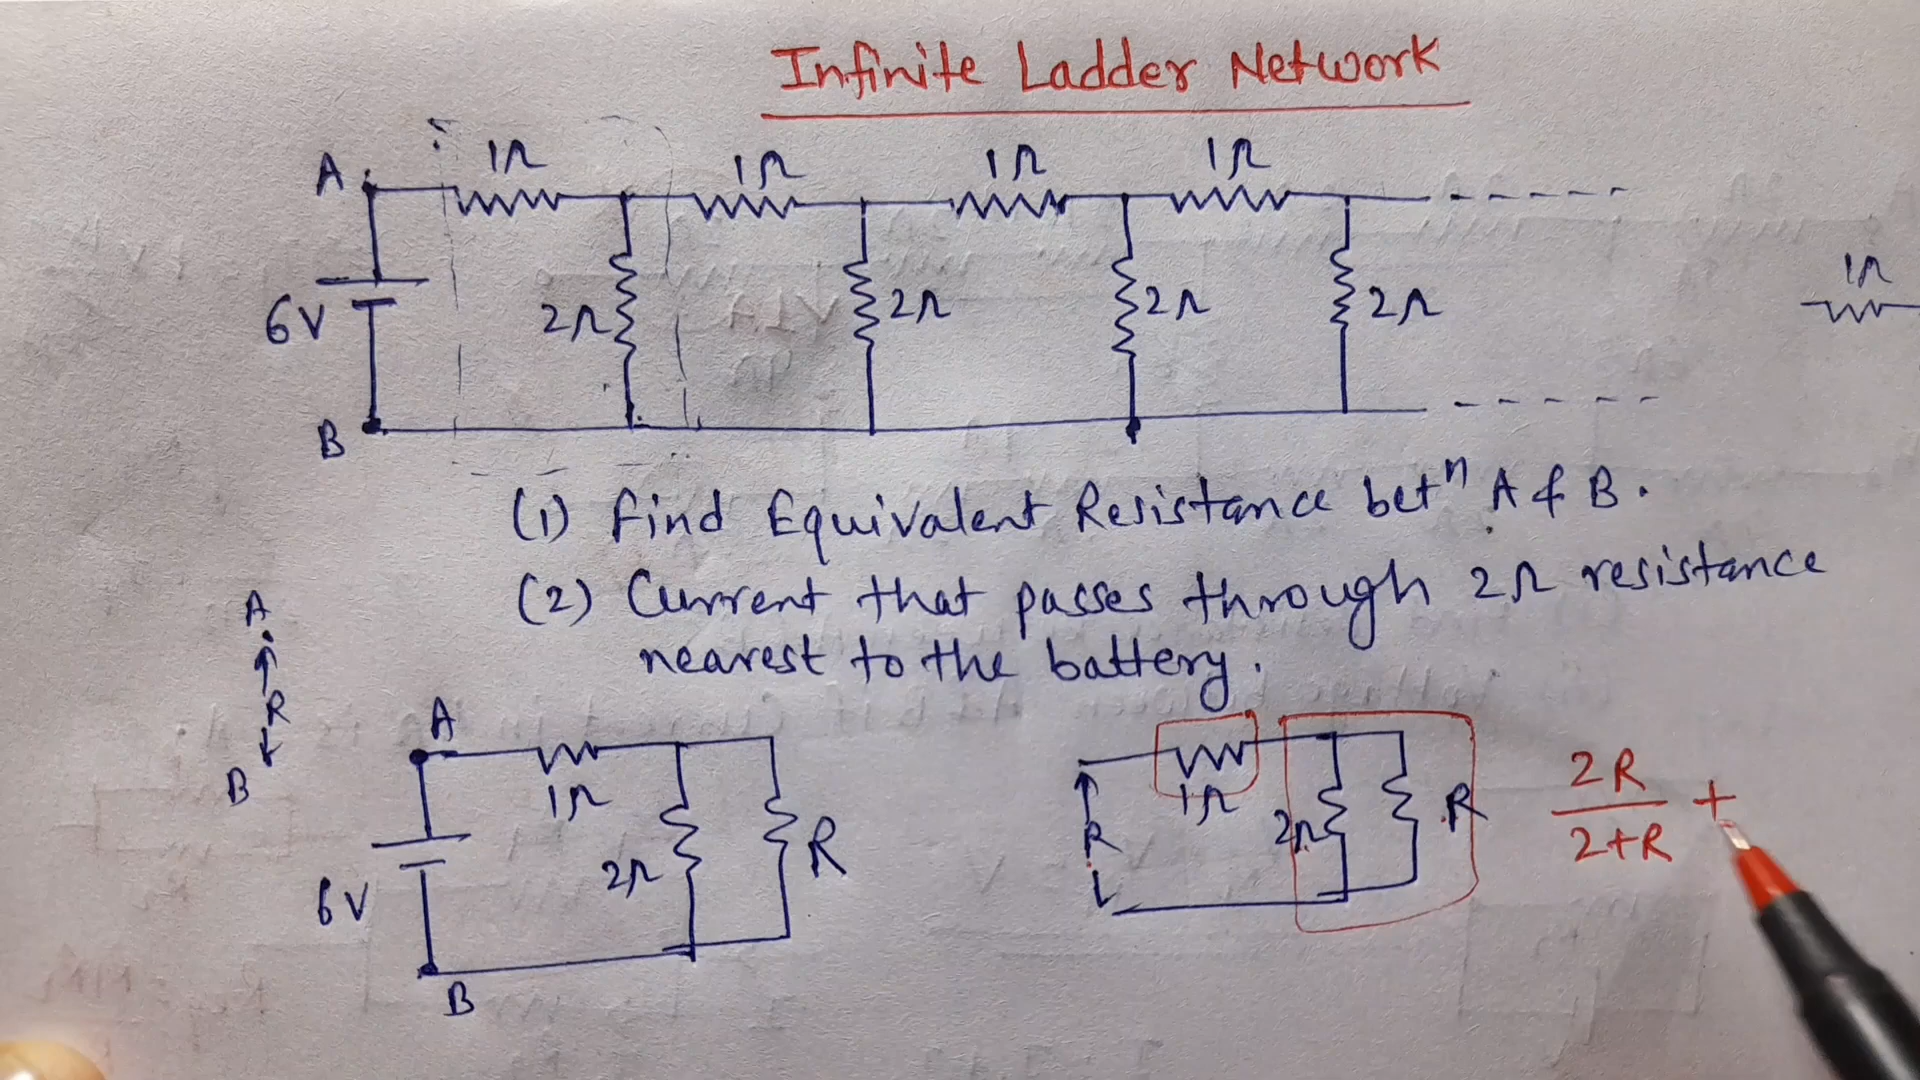 Infinite Ladder Network
A 1Ω 1Ω 1Ω 1Ω
6V 2Ω 2Ω 2Ω 2Ω
1Ω
B
(1) Find Equivalent Resistance betⁿ A & B.
(2) Current that passes through 2Ω resistance
nearest to the battery.
A
R
B
A
1Ω
6V 2Ω R
B
1Ω
R 2Ω R
2R
2+R
+